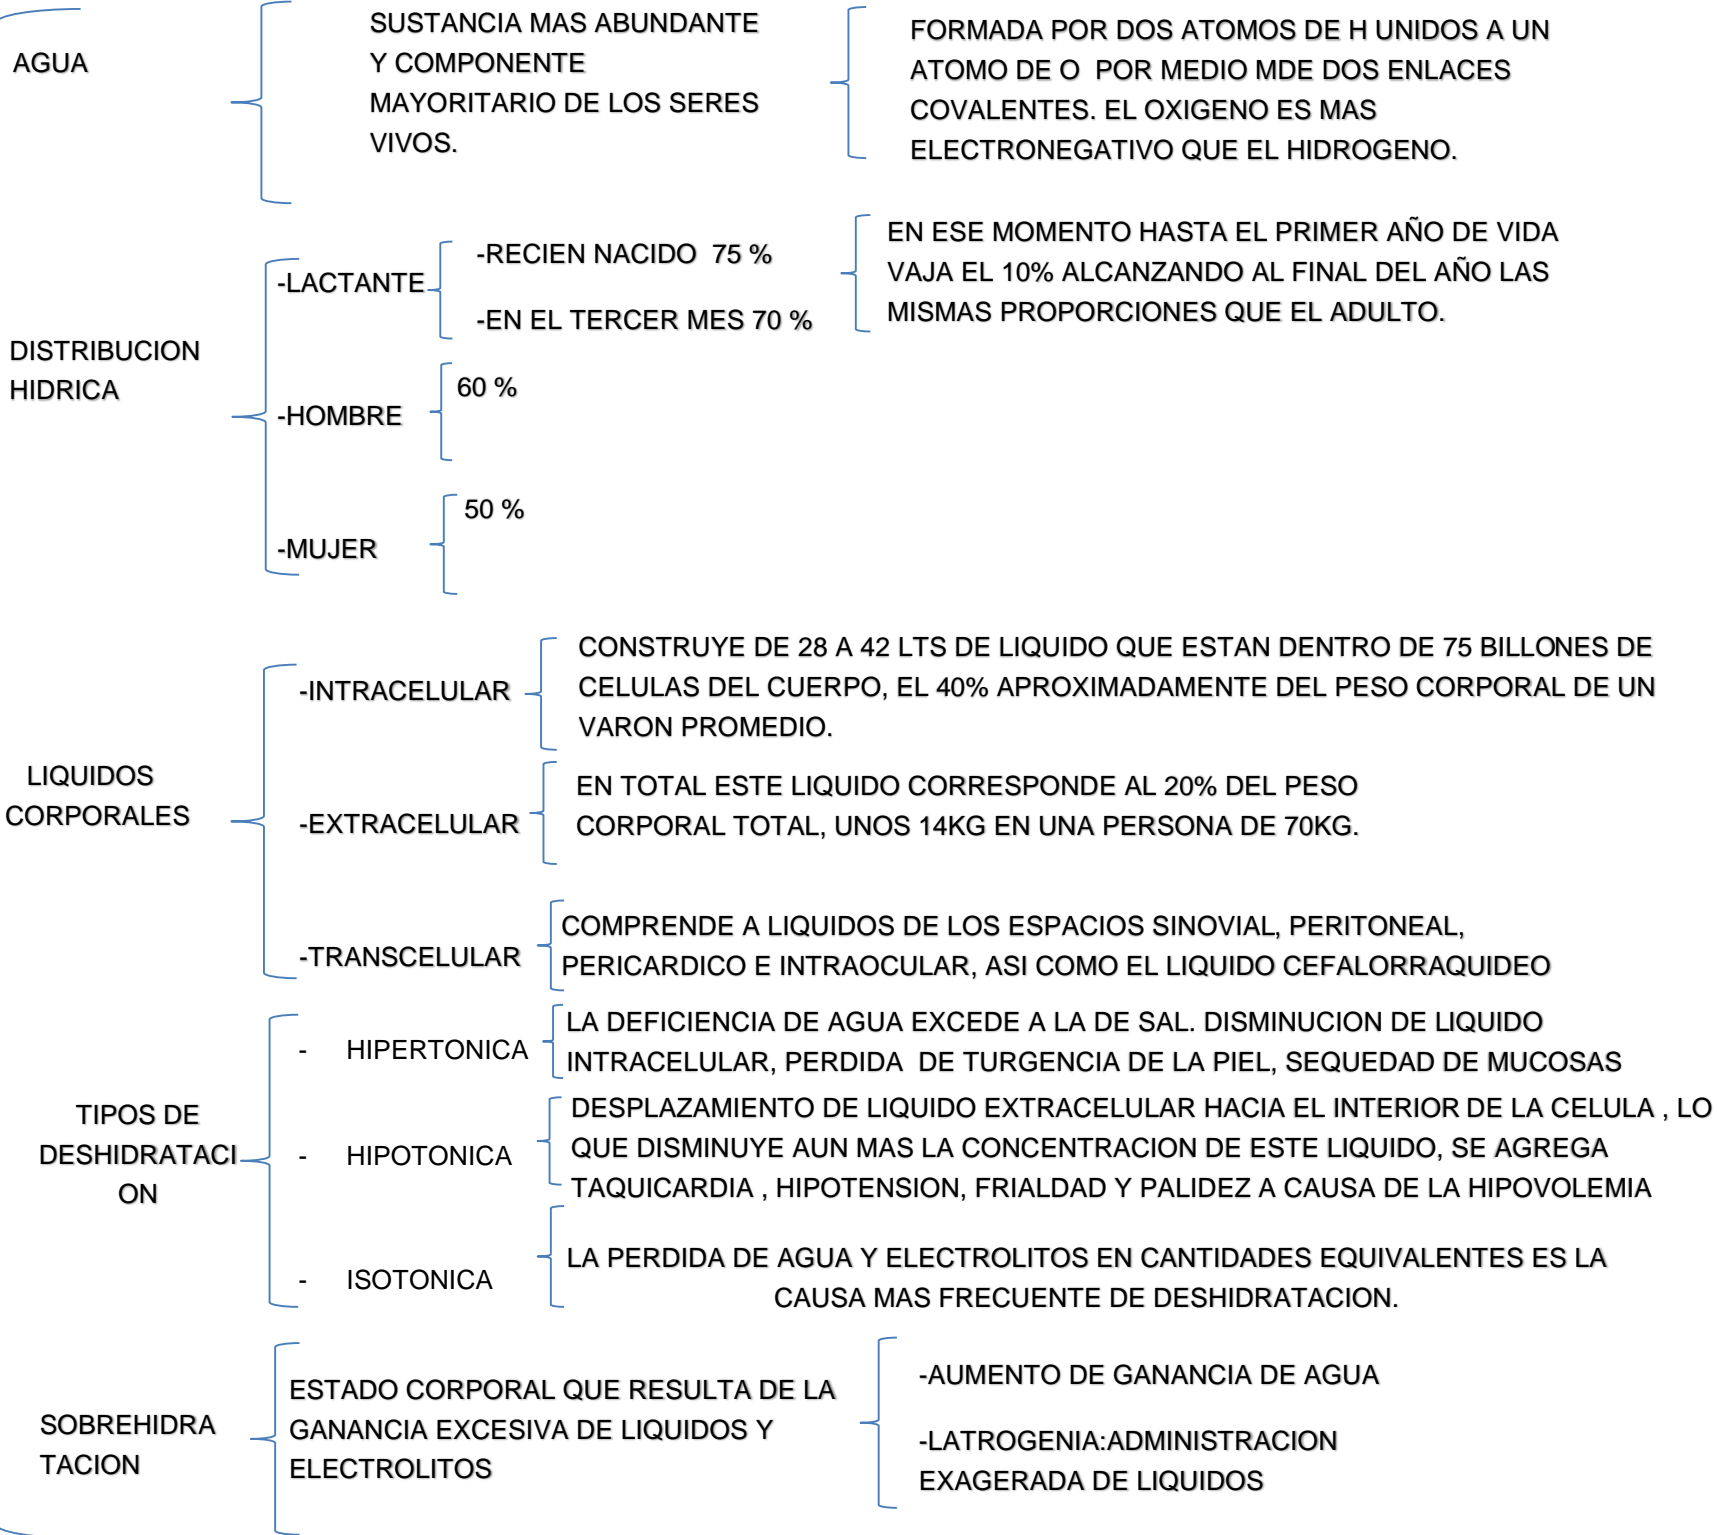 AGUA
SUSTANCIA MAS ABUNDANTE
Y COMPONENTE
MAYORITARIO DE LOS SERES
VIVOS.
FORMADA POR DOS ATOMOS DE H UNIDOS A UN
ATOMO DE O POR MEDIO MDE DOS ENLACES
COVALENTES. EL OXIGENO ES MAS
ELECTRONEGATIVO QUE EL HIDROGENO.
DISTRIBUCION
HIDRICA
-LACTANTE
-RECIEN NACIDO 75 %
-EN EL TERCER MES 70 %
EN ESE MOMENTO HASTA EL PRIMER AÑO DE VIDA
VAJA EL 10% ALCANZANDO AL FINAL DEL AÑO LAS
MISMAS PROPORCIONES QUE EL ADULTO.
-HOMBRE
60 %
-MUJER
50 %
LIQUIDOS
CORPORALES
-INTRACELULAR
CONSTRUYE DE 28 A 42 LTS DE LIQUIDO QUE ESTAN DENTRO DE 75 BILLONES DE
CELULAS DEL CUERPO, EL 40% APROXIMADAMENTE DEL PESO CORPORAL DE UN
VARON PROMEDIO.
-EXTRACELULAR
EN TOTAL ESTE LIQUIDO CORRESPONDE AL 20% DEL PESO
CORPORAL TOTAL, UNOS 14KG EN UNA PERSONA DE 70KG.
-TRANSCELULAR
COMPRENDE A LIQUIDOS DE LOS ESPACIOS SINOVIAL, PERITONEAL,
PERICARDICO E INTRAOCULAR, ASI COMO EL LIQUIDO CEFALORRAQUIDEO
TIPOS DE
DESHIDRATACI
ON
- HIPERTONICA
LA DEFICIENCIA DE AGUA EXCEDE A LA DE SAL. DISMINUCION DE LIQUIDO
INTRACELULAR, PERDIDA DE TURGENCIA DE LA PIEL, SEQUEDAD DE MUCOSAS
- HIPOTONICA
DESPLAZAMIENTO DE LIQUIDO EXTRACELULAR HACIA EL INTERIOR DE LA CELULA , LO
QUE DISMINUYE AUN MAS LA CONCENTRACION DE ESTE LIQUIDO, SE AGREGA
TAQUICARDIA , HIPOTENSION, FRIALDAD Y PALIDEZ A CAUSA DE LA HIPOVOLEMIA
- ISOTONICA
LA PERDIDA DE AGUA Y ELECTROLITOS EN CANTIDADES EQUIVALENTES ES LA
CAUSA MAS FRECUENTE DE DESHIDRATACION.
SOBREHIDRA
TACION
ESTADO CORPORAL QUE RESULTA DE LA
GANANCIA EXCESIVA DE LIQUIDOS Y
ELECTROLITOS
-AUMENTO DE GANANCIA DE AGUA
-LATROGENIA:ADMINISTRACION
EXAGERADA DE LIQUIDOS